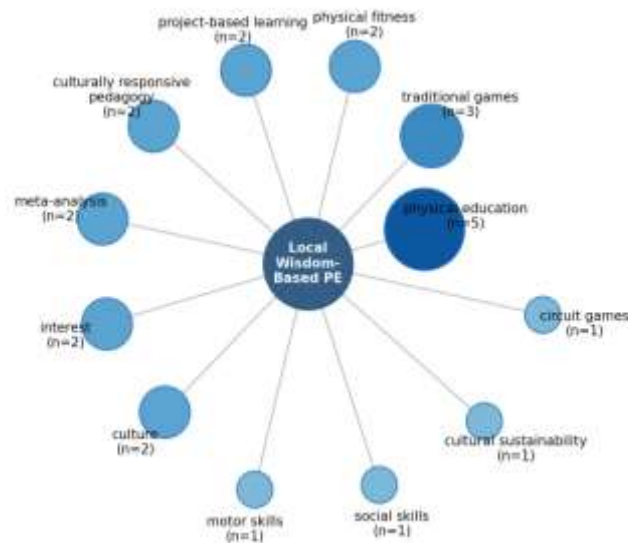 project-based learning
(n=2)
physical fitness
(n=2)
culturally responsive
pedagogy
(n=2)
traditional games
(n=3)
meta-analysis
(n=2)
physical education
(n=5)
Local
Wisdom-
Based PE
interest
(n=2)
circuit games
(n=1)
culture
(n=2)
cultural sustainability
(n=1)
motor skills
(n=1)
social skills
(n=1)